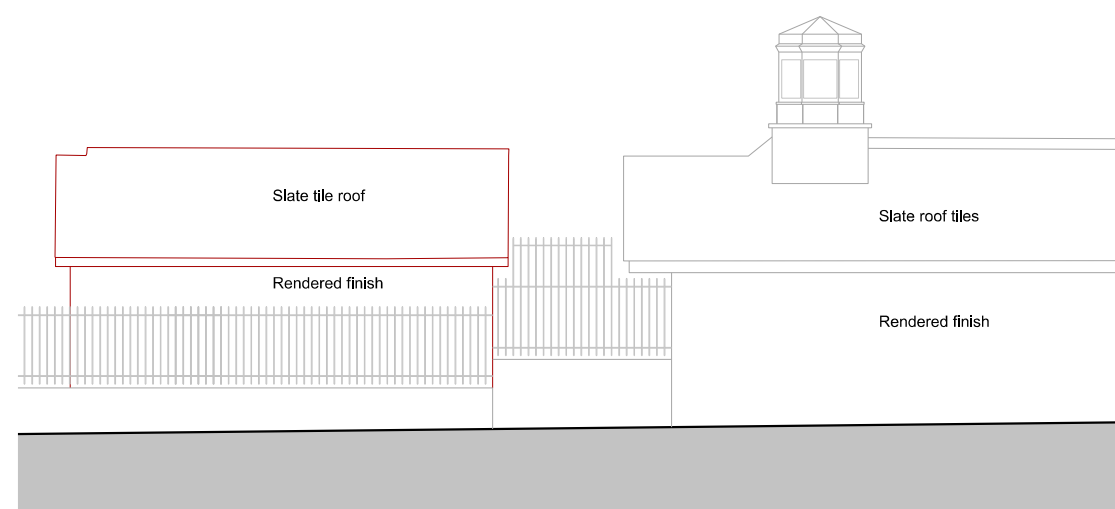 Slate tile roof
Rendered finish
Slate roof tiles
Rendered finish